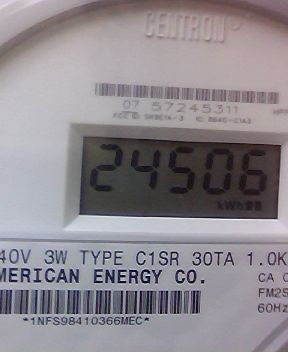 CENTRON®
07 57245311
24506
kWh
40V 3W TYPE C1SR 30TA 1.0K
MERICAN ENERGY CO.
CA
FM2S
60Hz
*1NFS98410366MEC*